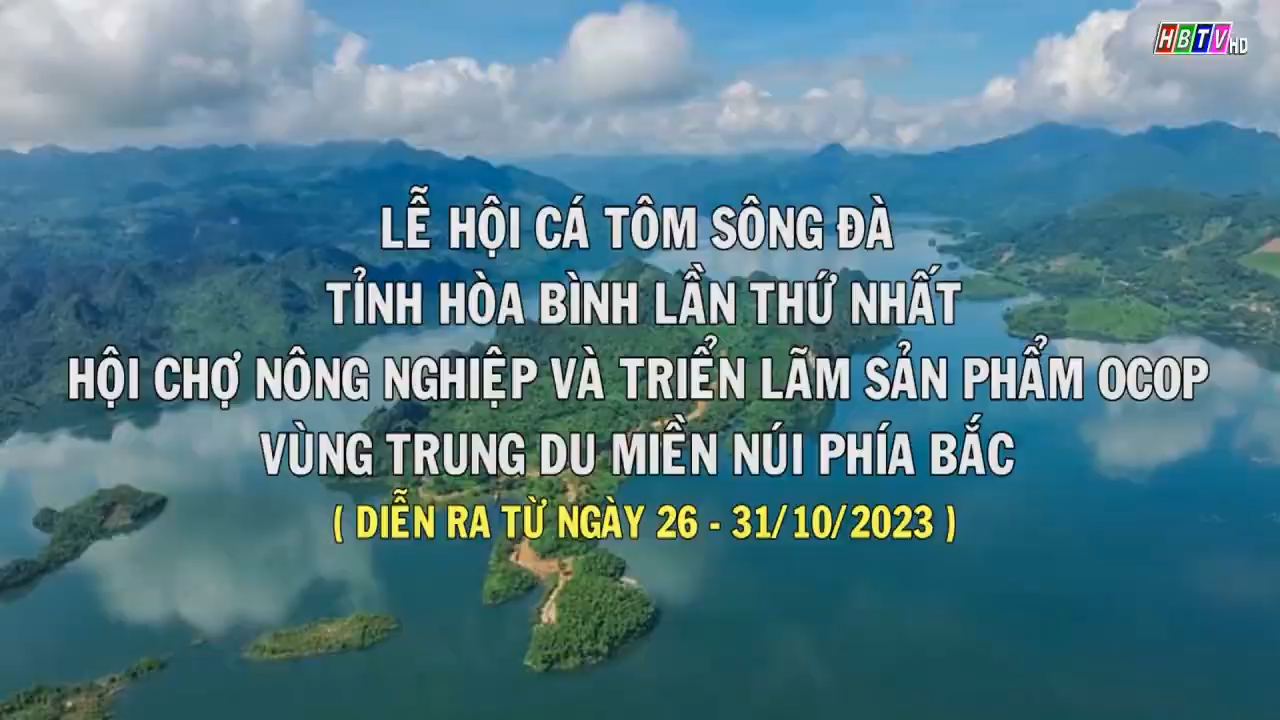 HBTV HD
LỄ HỘI CÁ TÔM SÔNG ĐÀ
TỈNH HÒA BÌNH LẦN THỨ NHẤT
HỘI CHỢ NÔNG NGHIỆP VÀ TRIỂN LÃM SẢN PHẨM OCOP
VÙNG TRUNG DU MIỀN NÚI PHÍA BẮC
( DIỄN RA TỪ NGÀY 26 - 31/10/2023 )